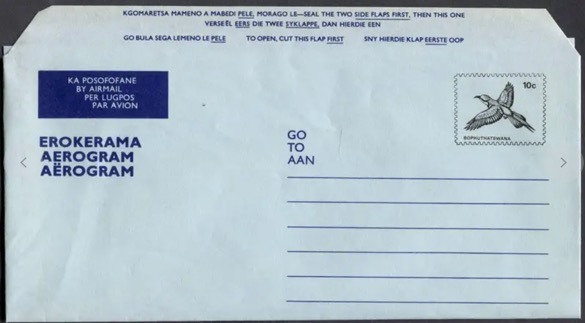 KGOMARETSA MAMENO A MABEDI PELE, MORAGO LE—SEAL THE TWO SIDE FLAPS FIRST, THEN THIS ONE
VERSEËL EERS DIE TWEE SYKLAPPE, DAN HIERDIE EEN
GO BULA SEGA LEMENO LE PELE TO OPEN, CUT THIS FLAP FIRST SNY HIERDIE KLAP EERSTE OOP
KA POSOFOFANE
BY AIRMAIL
PER LUGPOS
PAR AVION
EROKERAMA
AEROGRAM
AËROGRAM
10c
BOPHUTHATSWANA
GO
TO
AAN